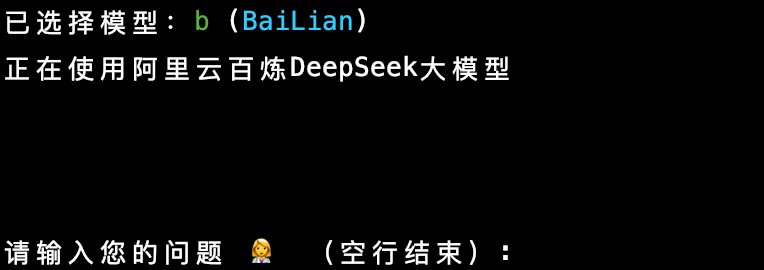 已选择模型：b (BaiLian)
正在使用阿里云百炼DeepSeek大模型
请输入您的问题 👩‍⚕️ （空行结束）: